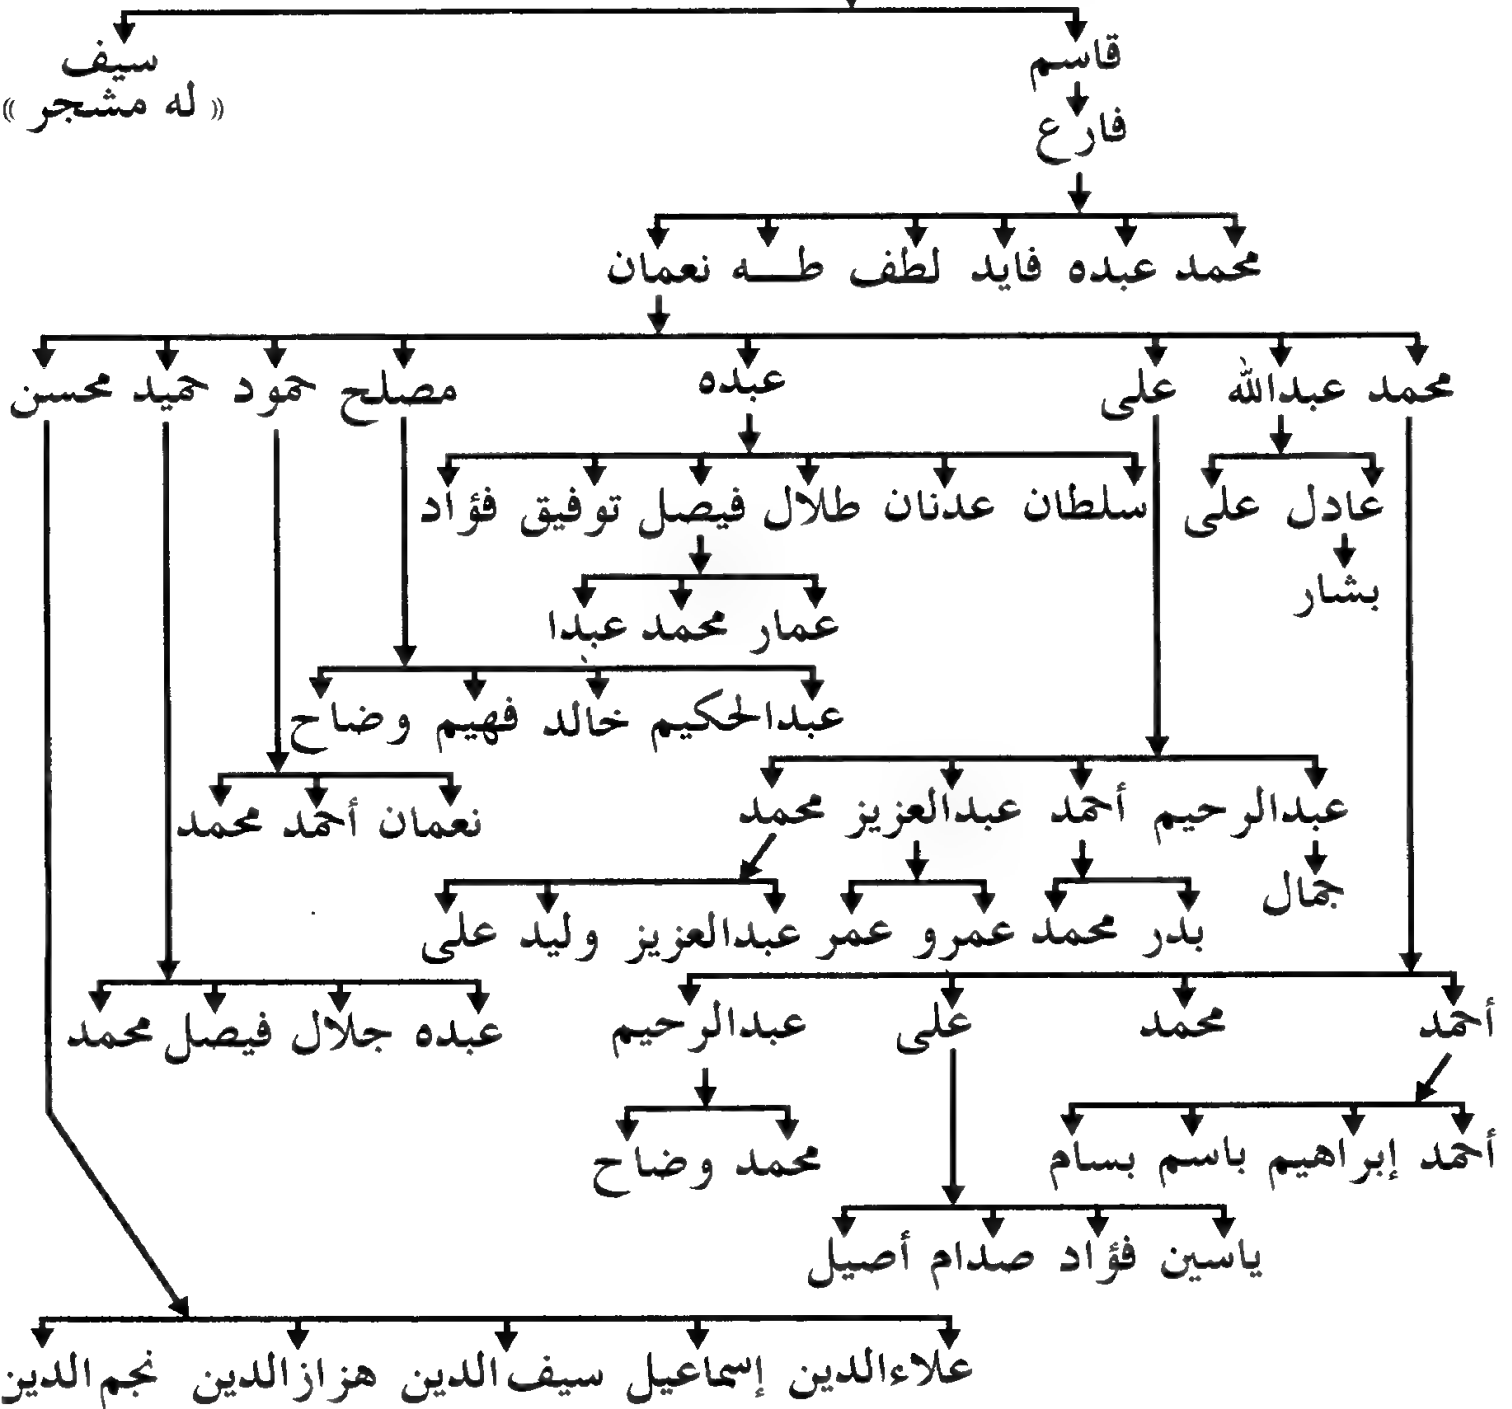 قاسم سيف
« له مشجر »
فارع
محمد عبده فايد لطف طـــه نعمان
محمد عبدالله على عبده مصلح حمود حميد محسن
عادل على سلطان عدنان طلال فيصل توفيق فؤاد
بشار
عمار محمد عبدا
عبدالحكيم خالد فهيم وضاح
عبدالرحيم أحمد عبدالعزيز محمد نعمان أحمد محمد
جمال
بدر محمد عمرو عمر عبدالعزيز وليد على
أحمد محمد على عبدالرحيم عبده جلال فيصل محمد
أحمد إبراهيم باسم بسام محمد وضاح
ياسين فؤاد صدام أصيل
علاءالدين إسماعيل سيف الدين هزاز الدين نجم الدين